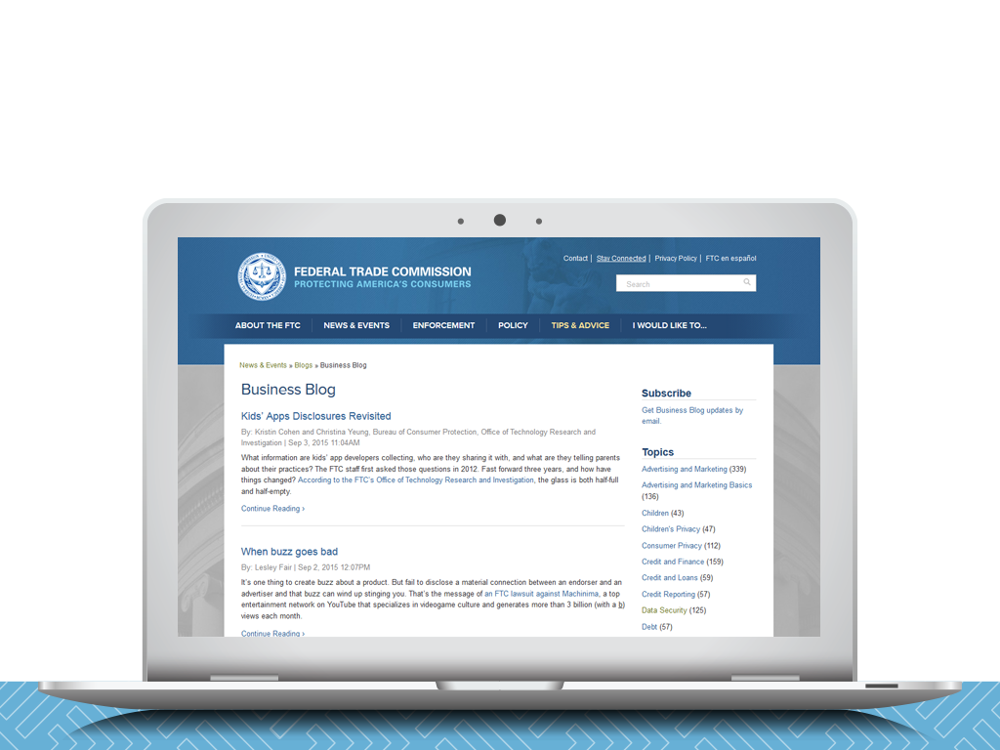 Contact | Stay Connected | Privacy Policy | FTC en español
FEDERAL TRADE COMMISSION
PROTECTING AMERICA'S CONSUMERS
Search
ABOUT THE FTC
NEWS & EVENTS
ENFORCEMENT
POLICY
TIPS & ADVICE
I WOULD LIKE TO...
News & Events » Blogs » Business Blog
Business Blog
Kids' Apps Disclosures Revisited
By: Kristin Cohen and Christina Yeung, Bureau of Consumer Protection, Office of Technology Research and
Investigation | Sep 3, 2015 11:04AM
What information are kids' app developers collecting, who are they sharing it with, and what are they telling parents
about their practices? The FTC staff first asked those questions in 2012. Fast forward three years, and how have
things changed? According to the FTC's Office of Technology Research and Investigation, the glass is both half-full
and half-empty.
Continue Reading ›
When buzz goes bad
By: Lesley Fair | Sep 2, 2015 12:07PM
It's one thing to create buzz about a product. But fail to disclose a material connection between an endorser and an
advertiser and that buzz can wind up stinging you. That's the message of an FTC lawsuit against Machinima, a top
entertainment network on YouTube that specializes in videogame culture and generates more than 3 billion (with a b)
views each month.
Continue Reading ›
Subscribe
Get Business Blog updates by
email.
Topics
Advertising and Marketing (339)
Advertising and Marketing Basics
(136)
Children (43)
Children's Privacy (47)
Consumer Privacy (112)
Credit and Finance (159)
Credit and Loans (59)
Credit Reporting (57)
Data Security (125)
Debt (57)